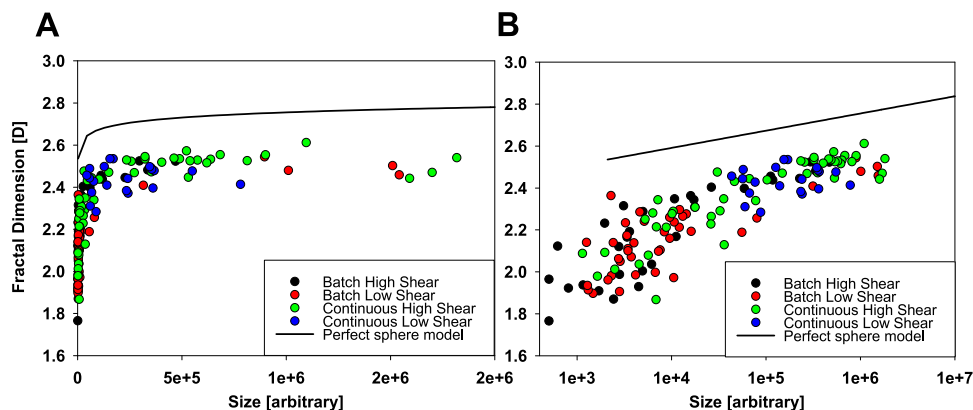 A
B
Fractal Dimension [D]
3.0
2.8
2.6
2.4
2.2
2.0
1.8
1.6
0
5e+5
1e+6
2e+6
2e+6
Size [arbitrary]
Batch High Shear
Batch Low Shear
Continuous High Shear
Continuous Low Shear
Perfect sphere model
3.0
2.8
2.6
2.4
2.2
2.0
1.8
1.6
1e+3
1e+4
1e+5
1e+6
1e+7
Size [arbitrary]
Batch High Shear
Batch Low Shear
Continuous High Shear
Continuous Low Shear
Perfect sphere model